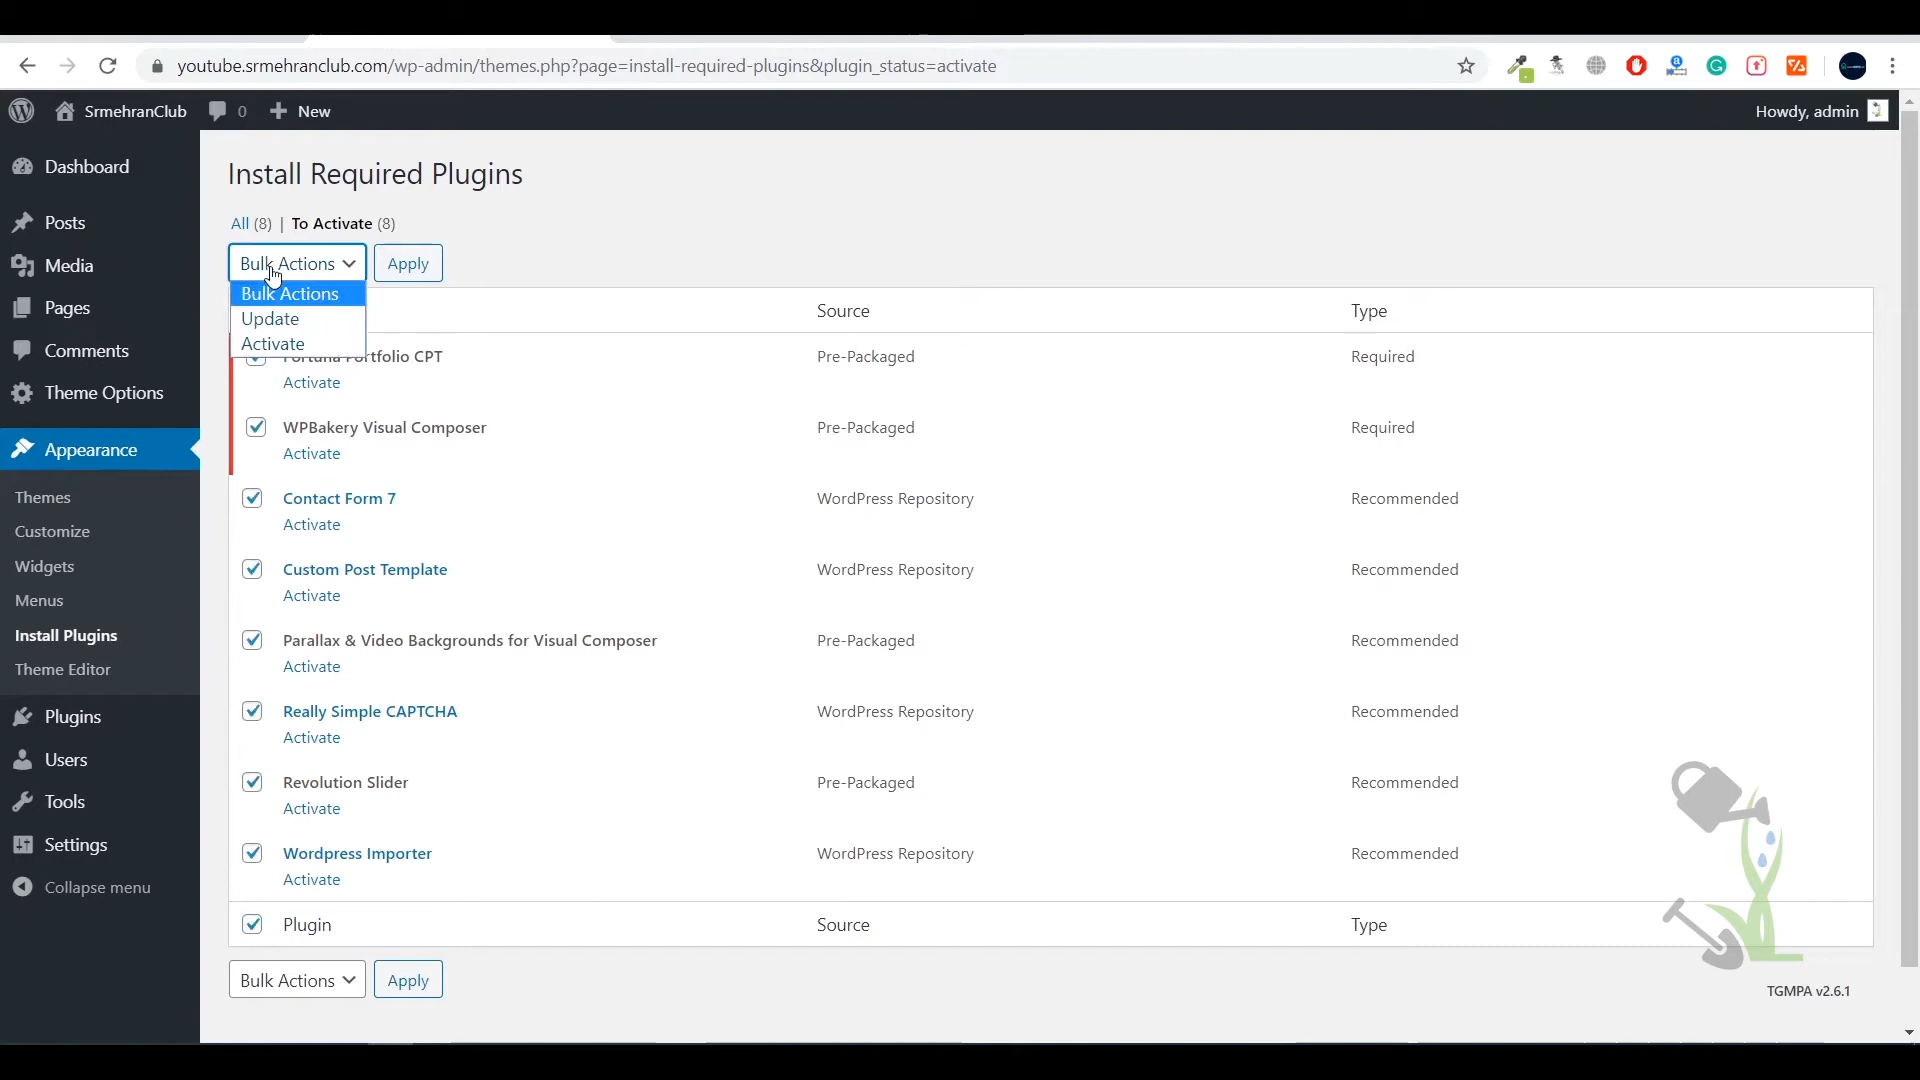 youtube.srmehranclub.com/wp-admin/themes.php?page=install-required-plugins&plugin_status=activate
SrmehranClub 0 New
Howdy, admin
Dashboard
Posts
Media
Pages
Comments
Theme Options
Appearance
Themes
Customize
Widgets
Menus
Install Plugins
Theme Editor
Plugins
Users
Tools
Settings
Collapse menu
Install Required Plugins
All (8) | To Activate (8)
Bulk Actions Apply
Bulk Actions
Update
Activate
Source Type
Fortuna Portfolio CPT Pre-Packaged Required
Activate
WPBakery Visual Composer Pre-Packaged Required
Activate
Contact Form 7 WordPress Repository Recommended
Activate
Custom Post Template WordPress Repository Recommended
Activate
Parallax & Video Backgrounds for Visual Composer Pre-Packaged Recommended
Activate
Really Simple CAPTCHA WordPress Repository Recommended
Activate
Revolution Slider Pre-Packaged Recommended
Activate
Wordpress Importer WordPress Repository Recommended
Activate
Plugin Source Type
Bulk Actions Apply
TGMPA v2.6.1